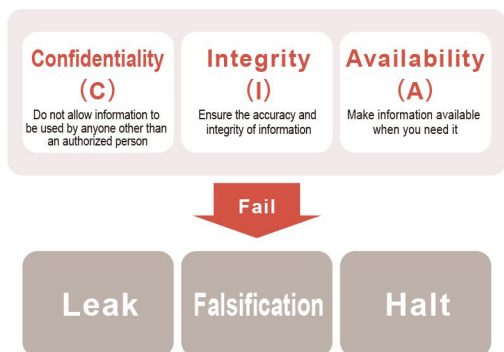 Confidentiality
(C)
Do not allow information to
be used by anyone other than
an authorized person
Integrity
(I)
Ensure the accuracy and
integrity of information
Availability
(A)
Make information available
when you need it
Fail
Leak
Falsification
Halt